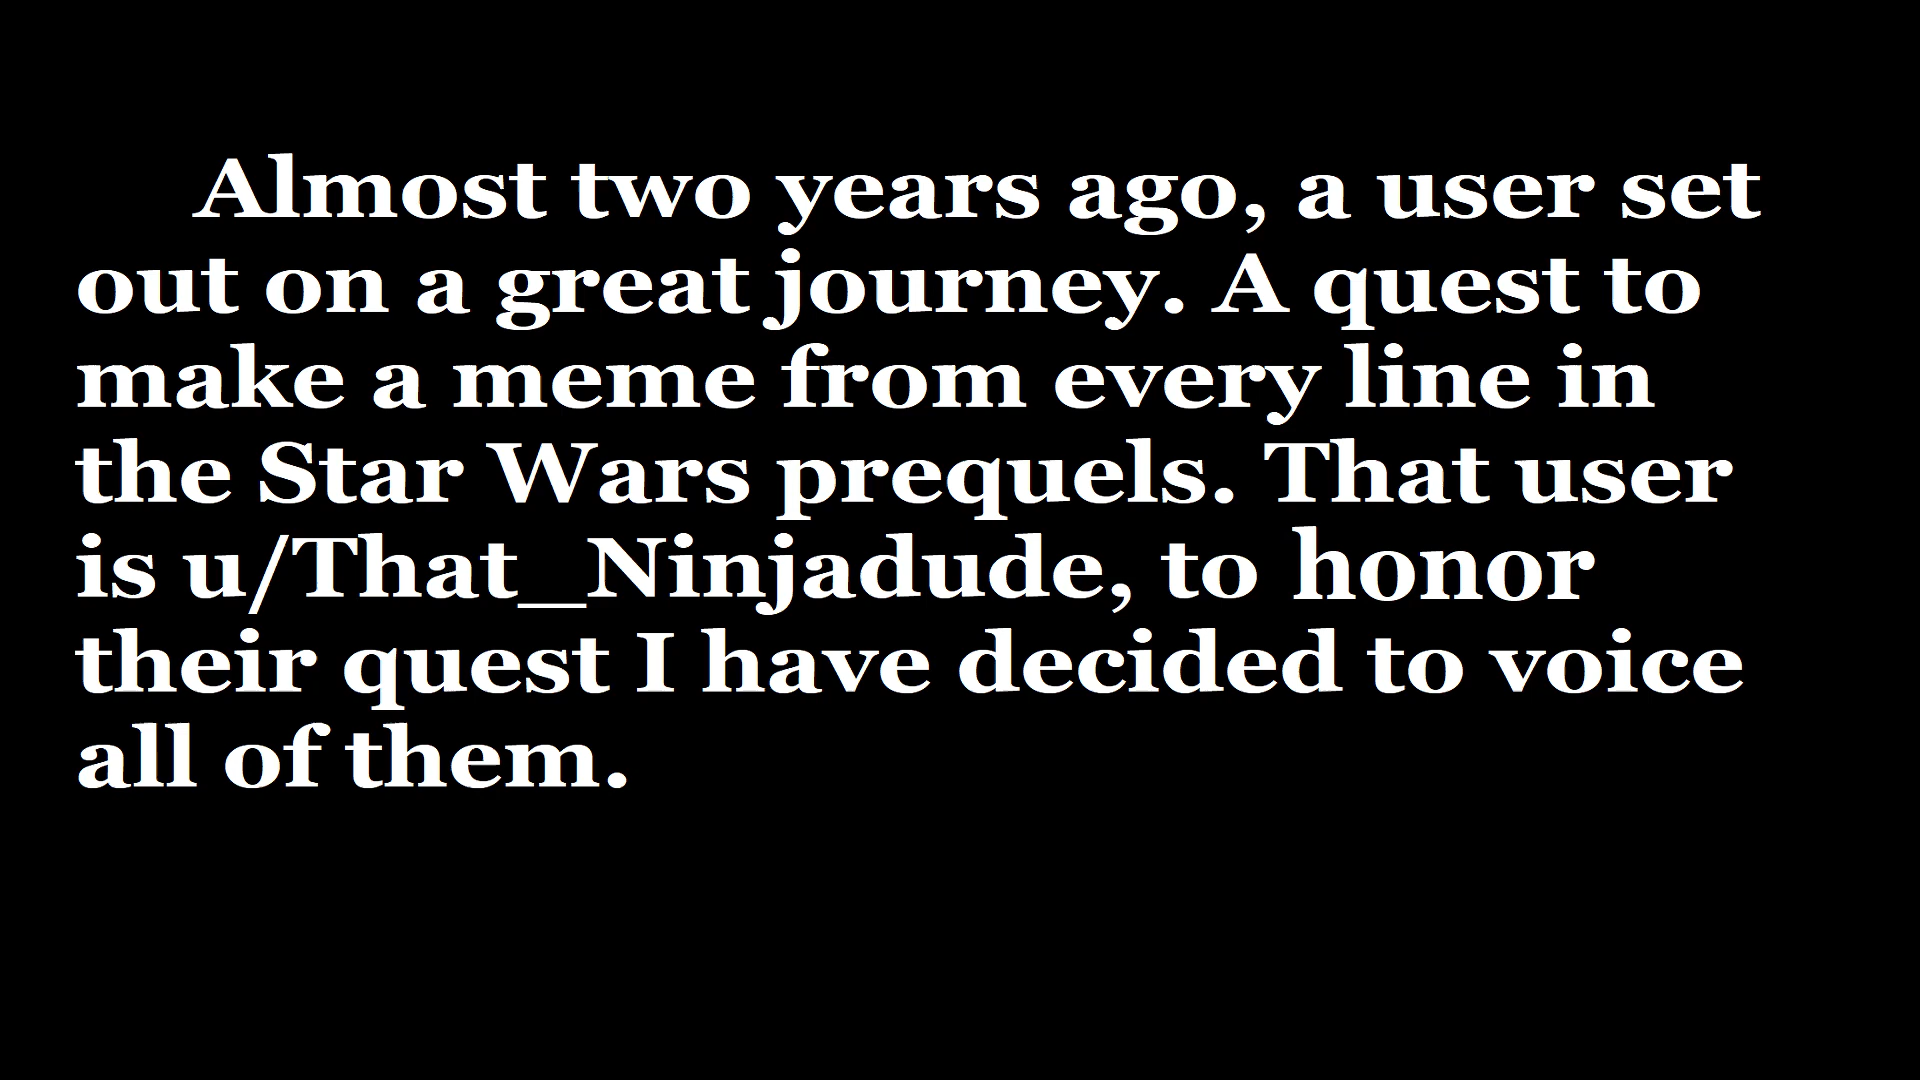 Almost two years ago, a user set
out on a great journey. A quest to
make a meme from every line in
the Star Wars prequels. That user
is u/That_Ninjadude, to honor
their quest I have decided to voice
all of them.